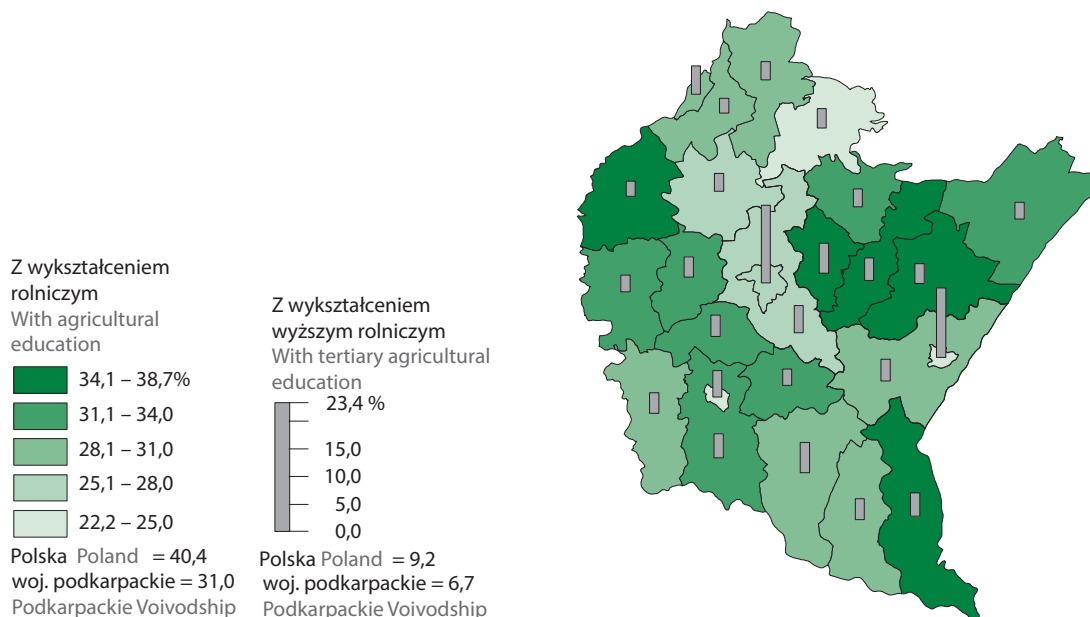 Z wykształceniem
rolniczym
With agricultural
education
34,1 – 38,7%
31,1 – 34,0
28,1 – 31,0
25,1 – 28,0
22,2 – 25,0
Polska Poland = 40,4
woj. podkarpackie = 31,0
Podkarpackie Voivodship
Z wykształceniem
wyższym rolniczym
With tertiary agricultural
education
23,4 %
15,0
10,0
5,0
0,0
Polska Poland = 9,2
woj. podkarpackie = 6,7
Podkarpackie Voivodship